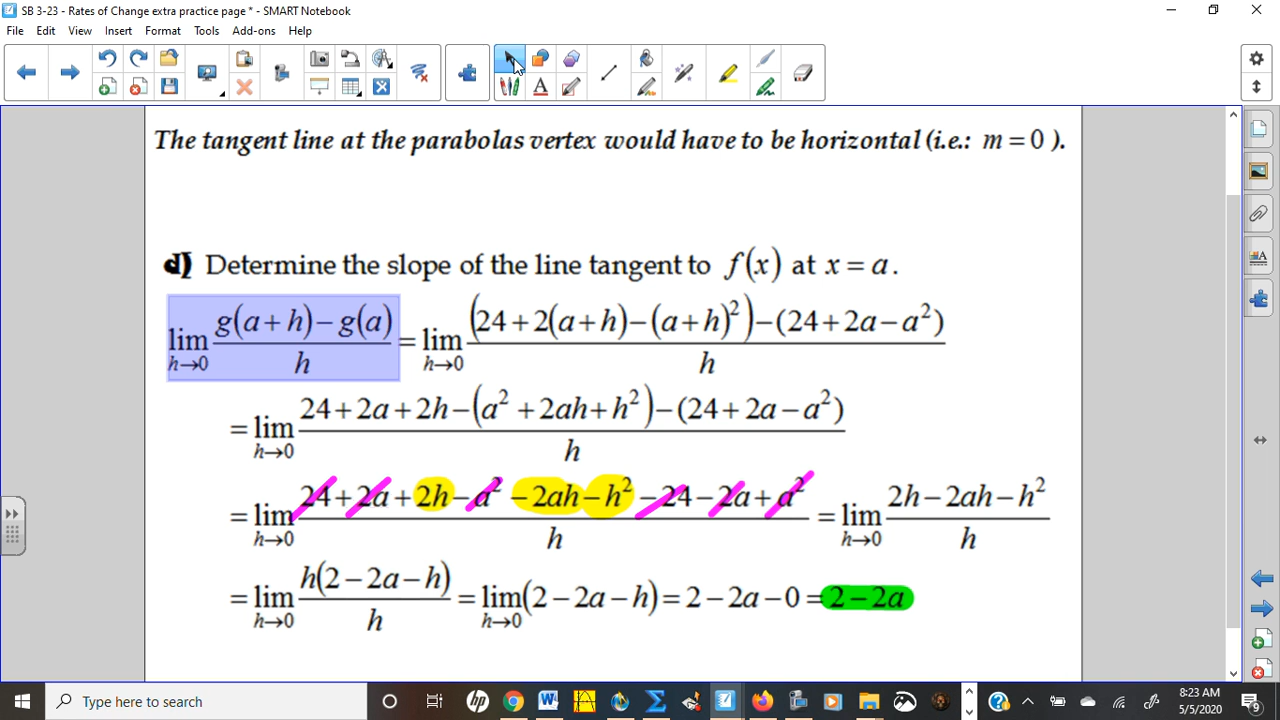 SB 3-23 - Rates of Change extra practice page * - SMART Notebook
File Edit View Insert Format Tools Add-ons Help
The tangent line at the parabolas vertex would have to be horizontal (i.e.: m = 0 ).
d) Determine the slope of the line tangent to f(x) at x = a.
lim h→0 (g(a+h)−g(a))/h = lim h→0 ((24+2(a+h)−(a+h)²)−(24+2a−a²))/h
= lim h→0 (24+2a+2h−(a²+2ah+h²)−(24+2a−a²))/h
= lim h→0 (24+2a+2h−a²−2ah−h²−24−2a+a²)/h = lim h→0 (2h−2ah−h²)/h
= lim h→0 (h(2−2a−h))/h = lim h→0 (2−2a−h) = 2−2a−0 = 2−2a
Type here to search
hp
8:23 AM
5/5/2020
9